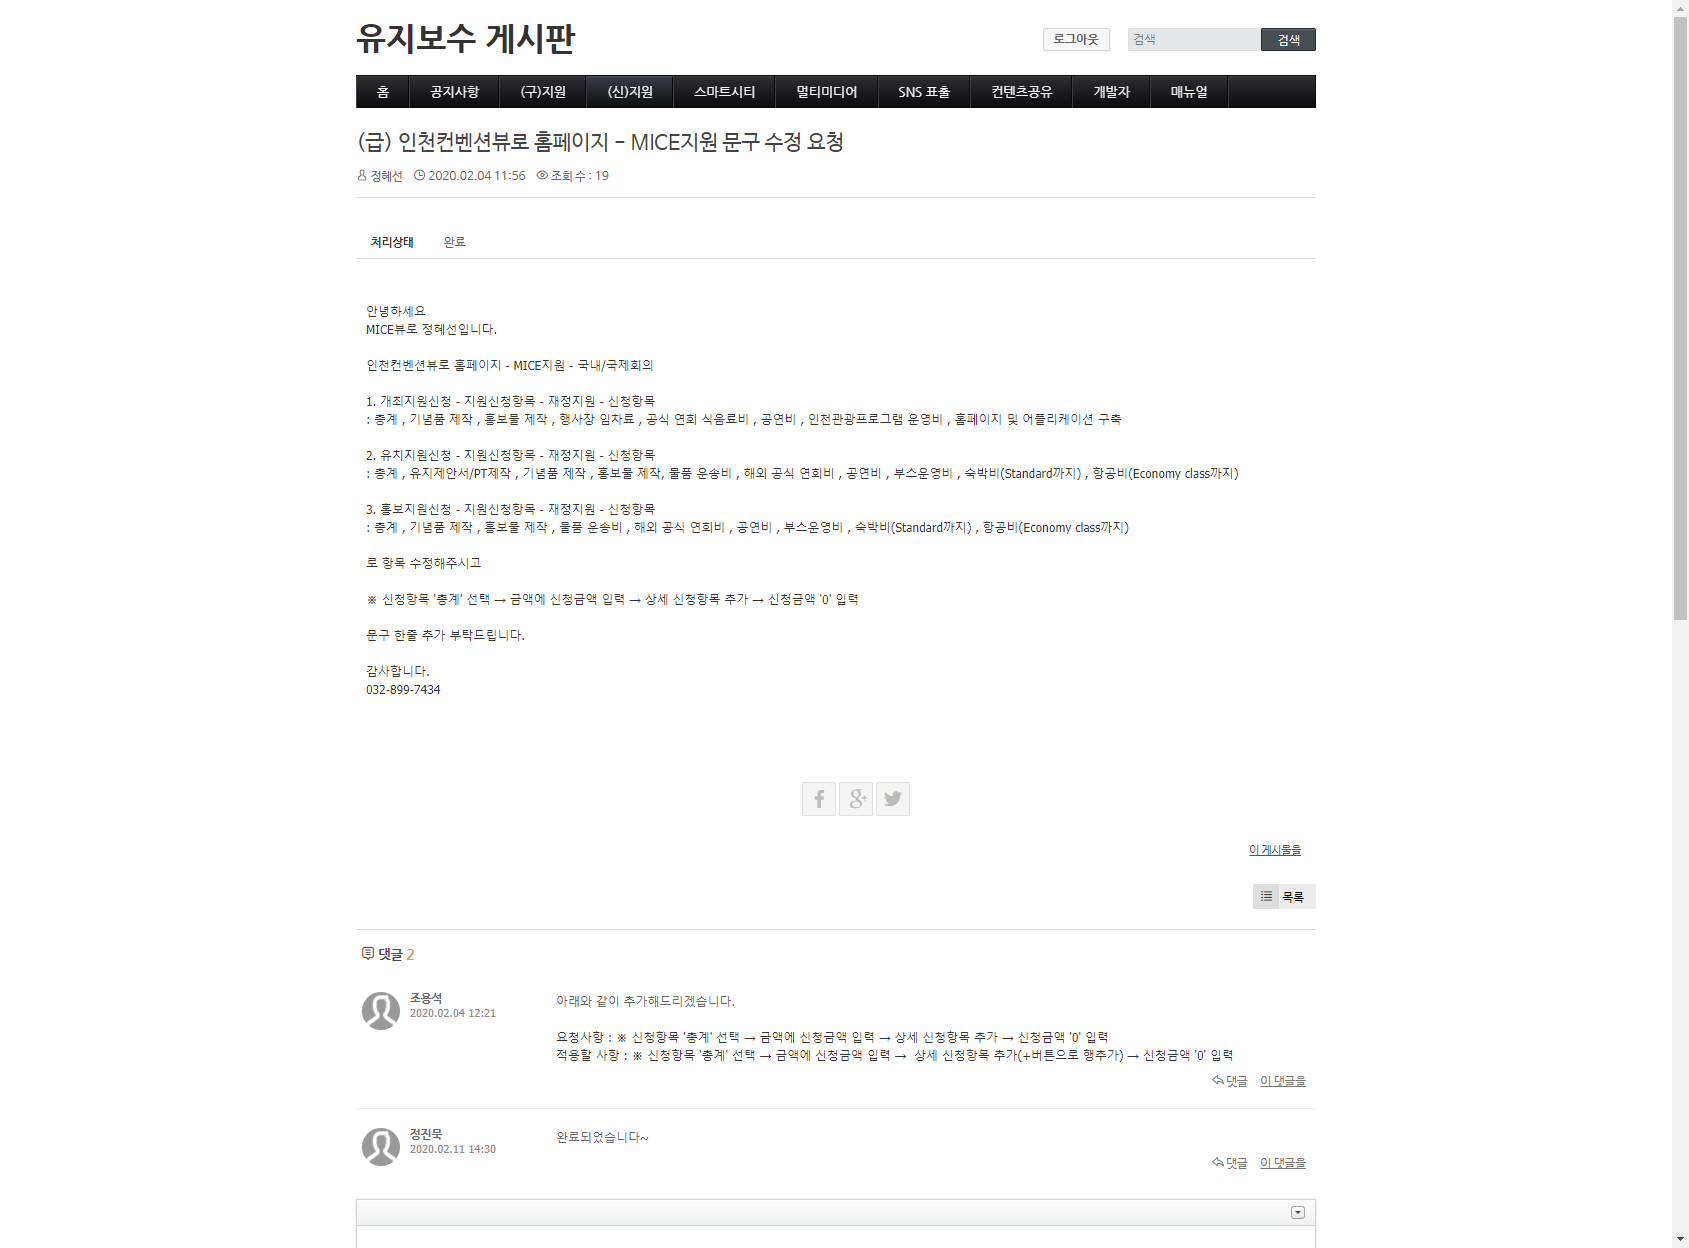 유지보수 게시판
로그아웃 검색 검색
홈 공지사항 (구)지원 (신)지원 스마트시티 멀티미디어 SNS 표출 컨텐츠공유 개발자 매뉴얼
(급) 인천컨벤션뷰로 홈페이지 - MICE지원 문구 수정 요청
정혜선 2020.02.04 11:56 조회 수 : 19
처리상태 완료
안녕하세요
MICE뷰로 정혜선입니다.
인천컨벤션뷰로 홈페이지 - MICE지원 - 국내/국제회의
1. 개최지원신청 - 지원신청항목 - 재정지원 - 신청항목
: 총계 , 기념품 제작 , 홍보물 제작 , 행사장 임차료 , 공식 연회 식음료비 , 공연비 , 인천관광프로그램 운영비 , 홈페이지 및 어플리케이션 구축
2. 유치지원신청 - 지원신청항목 - 재정지원 - 신청항목
: 총계 , 유지제안서/PT제작 , 기념품 제작 , 홍보물 제작, 물품 운송비 , 해외 공식 연회비 , 공연비 , 부스운영비 , 숙박비(Standard까지) , 항공비(Economy class까지)
3. 홍보지원신청 - 지원신청항목 - 재정지원 - 신청항목
: 총계 , 기념품 제작 , 홍보물 제작 , 물품 운송비 , 해외 공식 연회비 , 공연비 , 부스운영비 , 숙박비(Standard까지) , 항공비(Economy class까지)
로 항목 수정해주시고
※ 신청항목 '총계' 선택 → 금액에 신청금액 입력 → 상세 신청항목 추가 → 신청금액 '0' 입력
문구 한줄 추가 부탁드립니다.
감사합니다.
032-899-7434
이 게시물을
목록
댓글 2
조용석
2020.02.04 12:21
아래와 같이 추가해드리겠습니다.
요청사항 : ※ 신청항목 '총계' 선택 → 금액에 신청금액 입력 → 상세 신청항목 추가 → 신청금액 '0' 입력
적용할 사항 : ※ 신청항목 '총계' 선택 → 금액에 신청금액 입력 → 상세 신청항목 추가(+버튼으로 행추가) → 신청금액 '0' 입력
댓글 이 댓글을
정진묵
2020.02.11 14:30
완료되었습니다~
댓글 이 댓글을